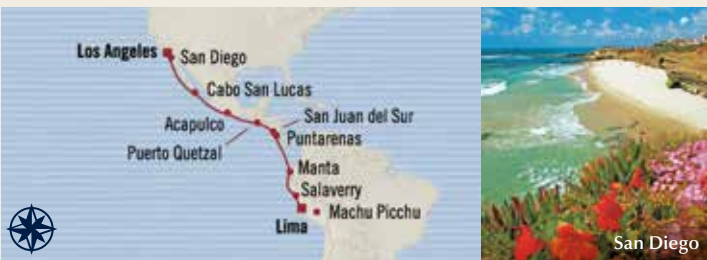 Los Angeles
San Diego
Cabo San Lucas
Acapulco
San Juan del Sur
Puerto Quetzal
Puntarenas
Manta
Salaverry
Machu Picchu
Lima
San Diego